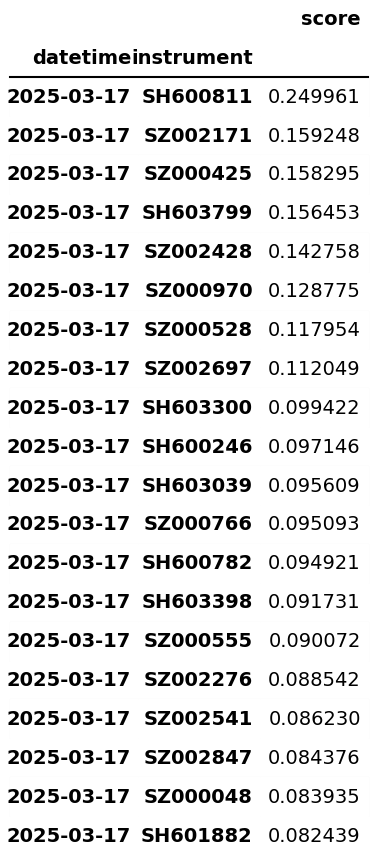 score
datetime instrument
2025-03-17 SH600811 0.249961
2025-03-17 SZ002171 0.159248
2025-03-17 SZ000425 0.158295
2025-03-17 SH603799 0.156453
2025-03-17 SZ002428 0.142758
2025-03-17 SZ000970 0.128775
2025-03-17 SZ000528 0.117954
2025-03-17 SZ002697 0.112049
2025-03-17 SH603300 0.099422
2025-03-17 SH600246 0.097146
2025-03-17 SH603039 0.095609
2025-03-17 SZ000766 0.095093
2025-03-17 SH600782 0.094921
2025-03-17 SH603398 0.091731
2025-03-17 SZ000555 0.090072
2025-03-17 SZ002276 0.088542
2025-03-17 SZ002541 0.086230
2025-03-17 SZ002847 0.084376
2025-03-17 SZ000048 0.083935
2025-03-17 SH601882 0.082439